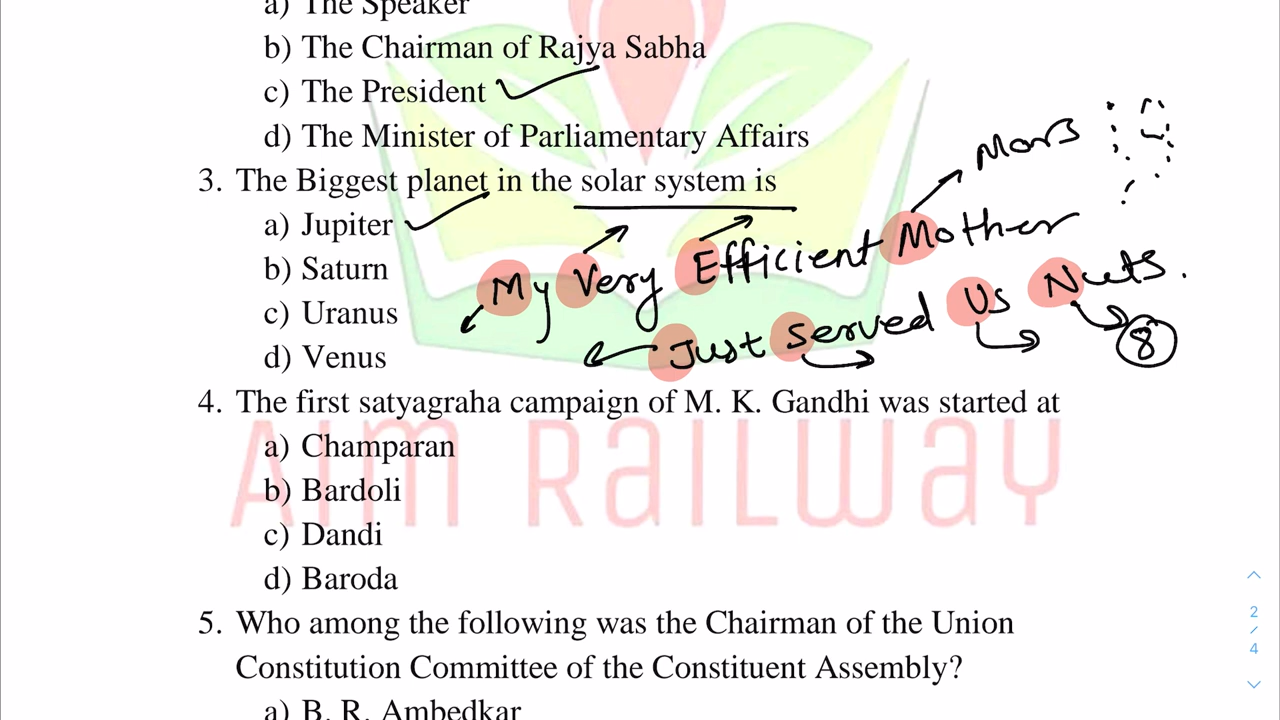 a) The Speaker
b) The Chairman of Rajya Sabha
c) The President
d) The Minister of Parliamentary Affairs
Mars
3. The Biggest planet in the solar system is
a) Jupiter
b) Saturn
My Very Efficient Mother
c) Uranus
Just Served Us Nuts.
8
d) Venus
4. The first satyagraha campaign of M. K. Gandhi was started at
a) Champaran
AIM RAILWAY
b) Bardoli
c) Dandi
d) Baroda
5. Who among the following was the Chairman of the Union
Constitution Committee of the Constituent Assembly?
a) B. R. Ambedkar
2
/
4